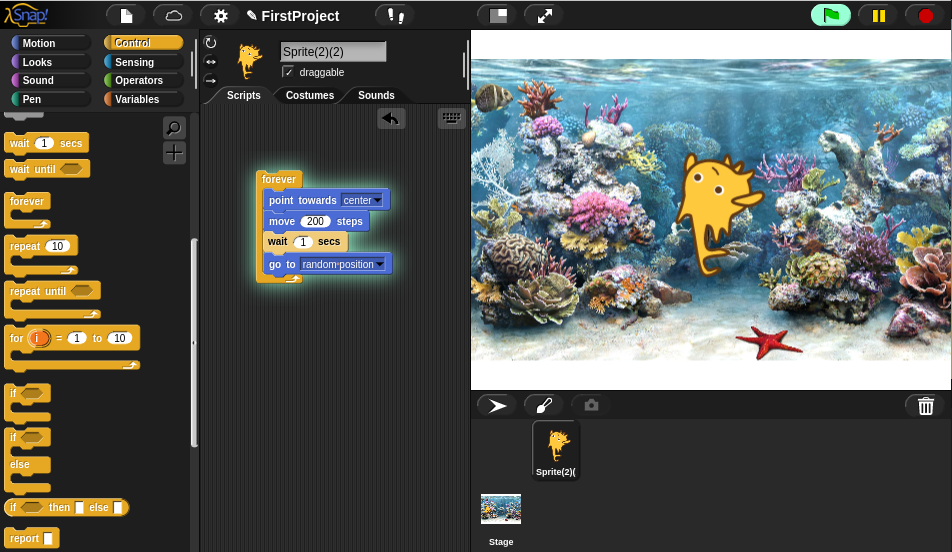 Snap!
FirstProject
Motion
Control
Looks
Sensing
Sound
Operators
Pen
Variables
wait 1 secs
wait until
forever
repeat 10
repeat until
for i = 1 to 10
if
if
else
if then else
report
Sprite(2)(2)
draggable
Scripts Costumes Sounds
forever
point towards center
move 200 steps
wait 1 secs
go to random position
Sprite(2)(
Stage